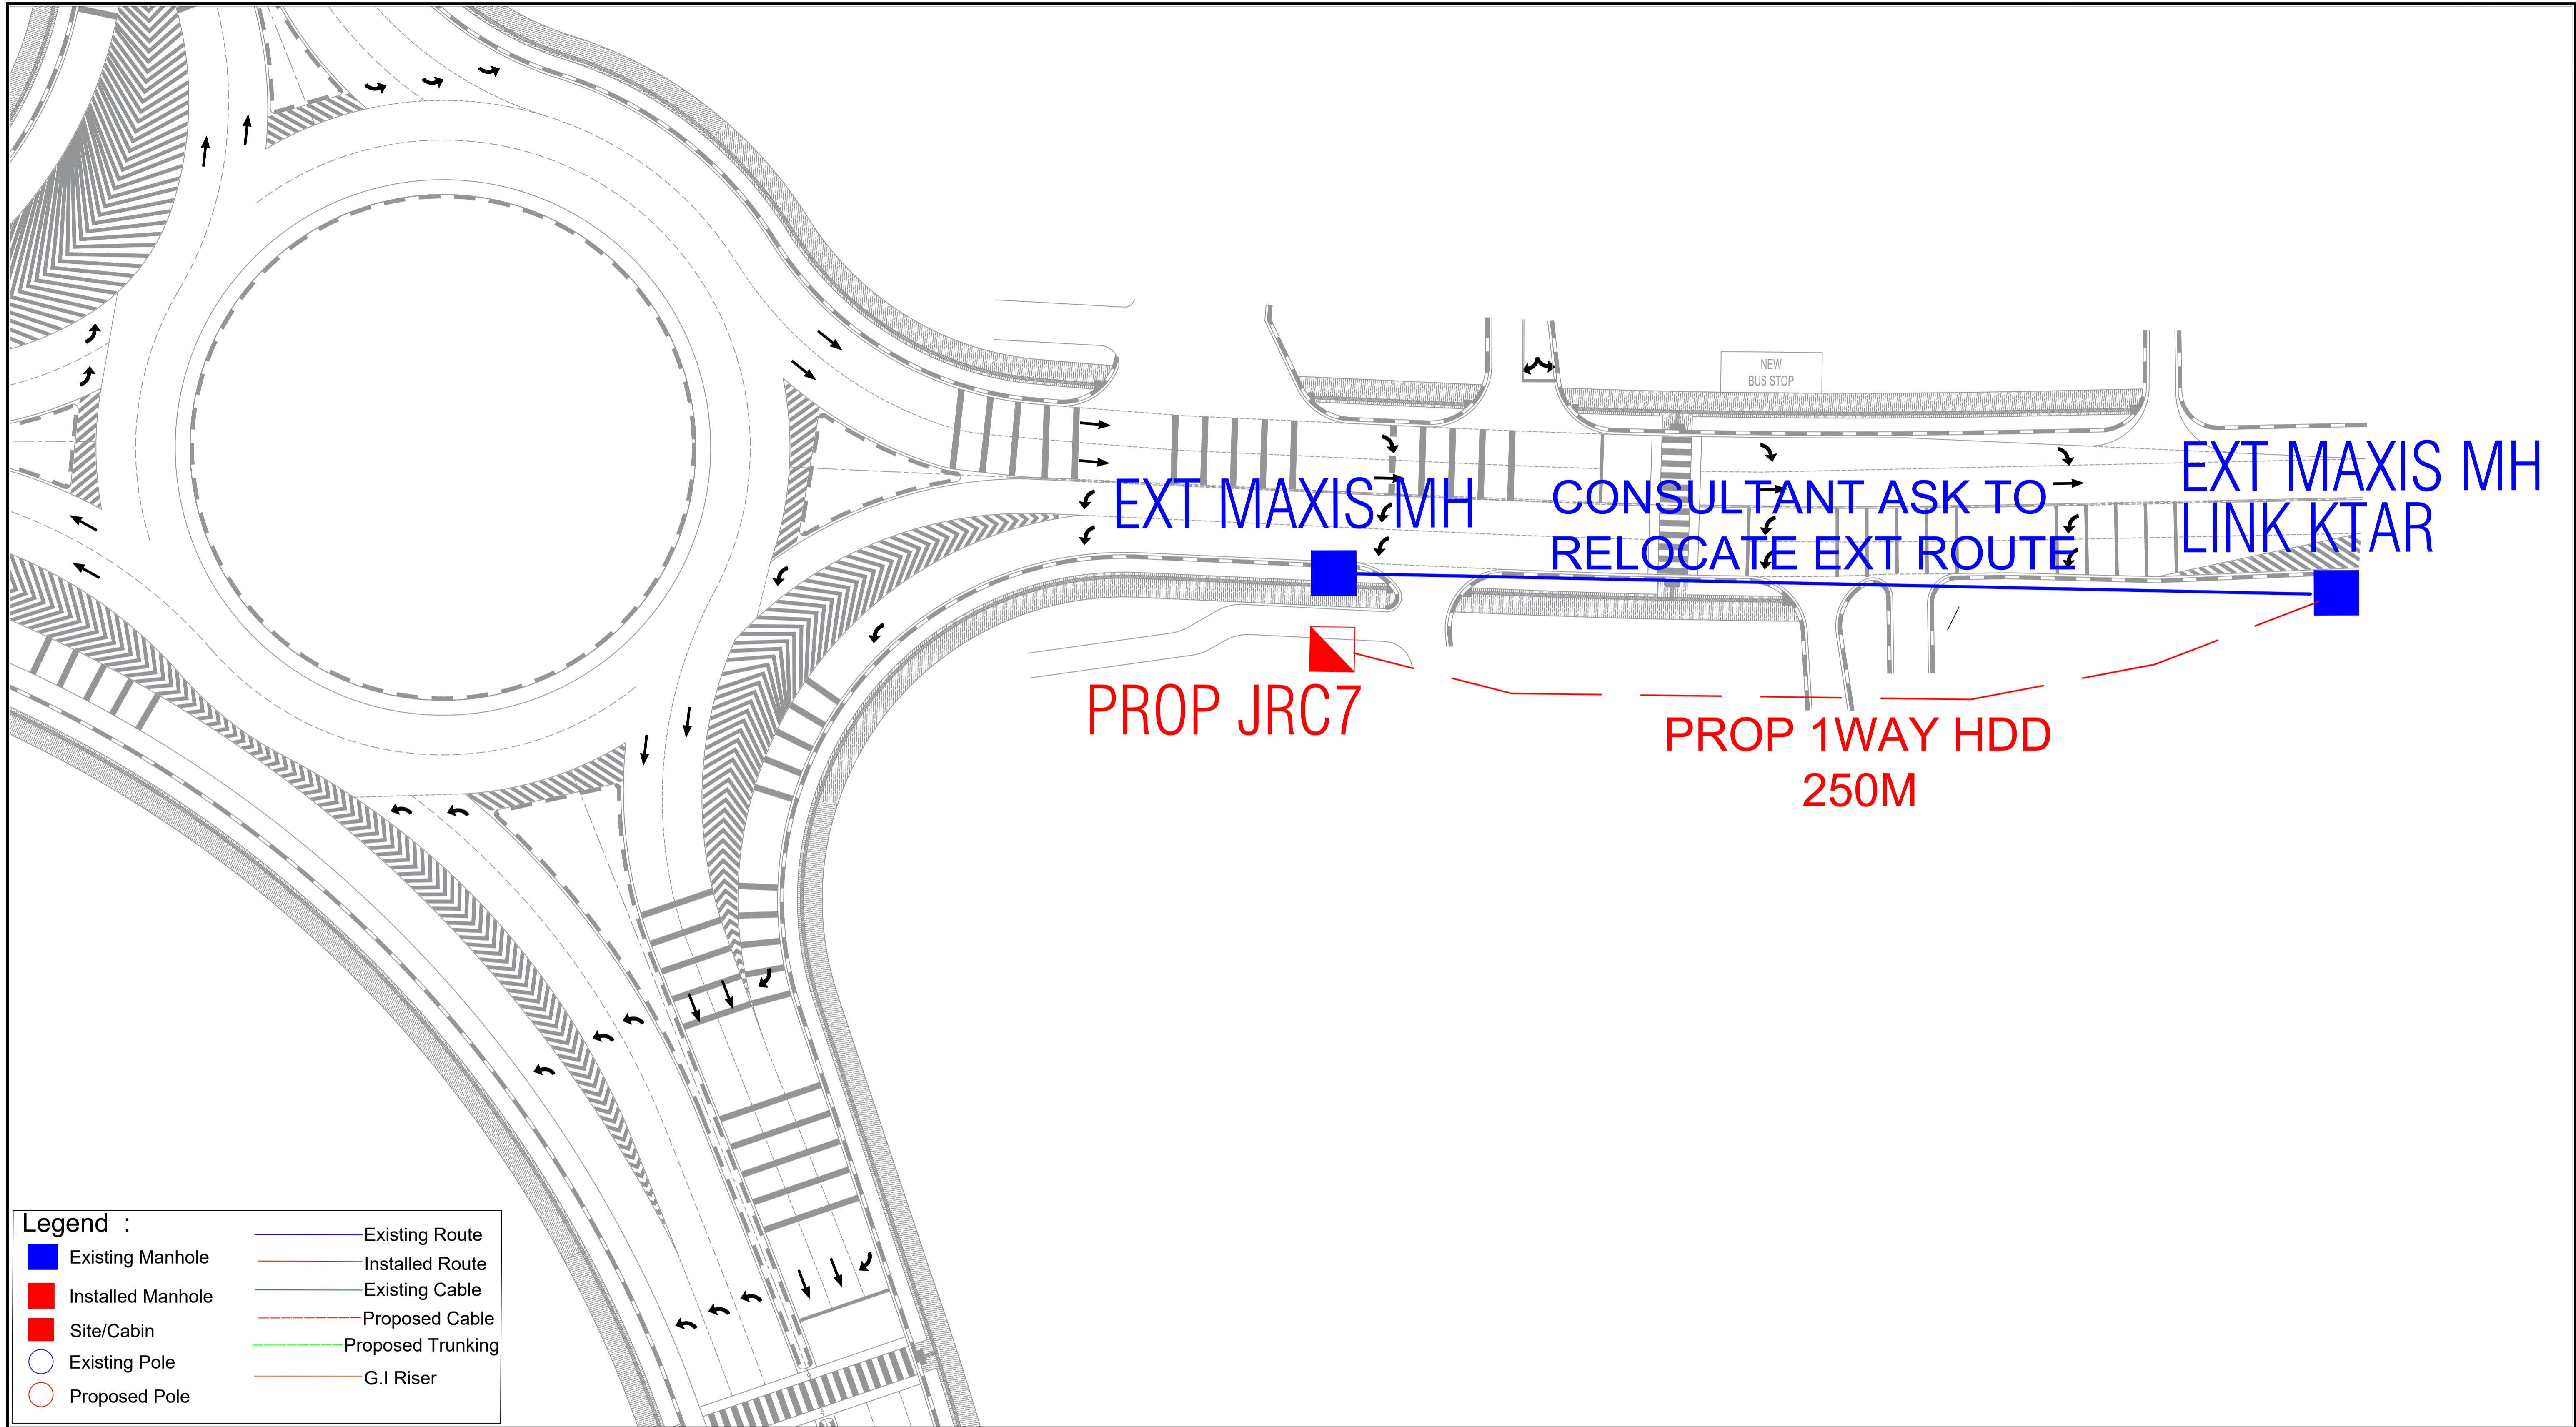 NEW
BUS STOP
EXT MAXIS MH
CONSULTANT ASK TO
RELOCATE EXT ROUTE
EXT MAXIS MH
LINK KTAR
PROP JRC7
PROP 1WAY HDD
250M
Legend :
Existing Manhole
Installed Manhole
Site/Cabin
Existing Pole
Proposed Pole
Existing Route
Installed Route
Existing Cable
Proposed Cable
Proposed Trunking
G.I Riser